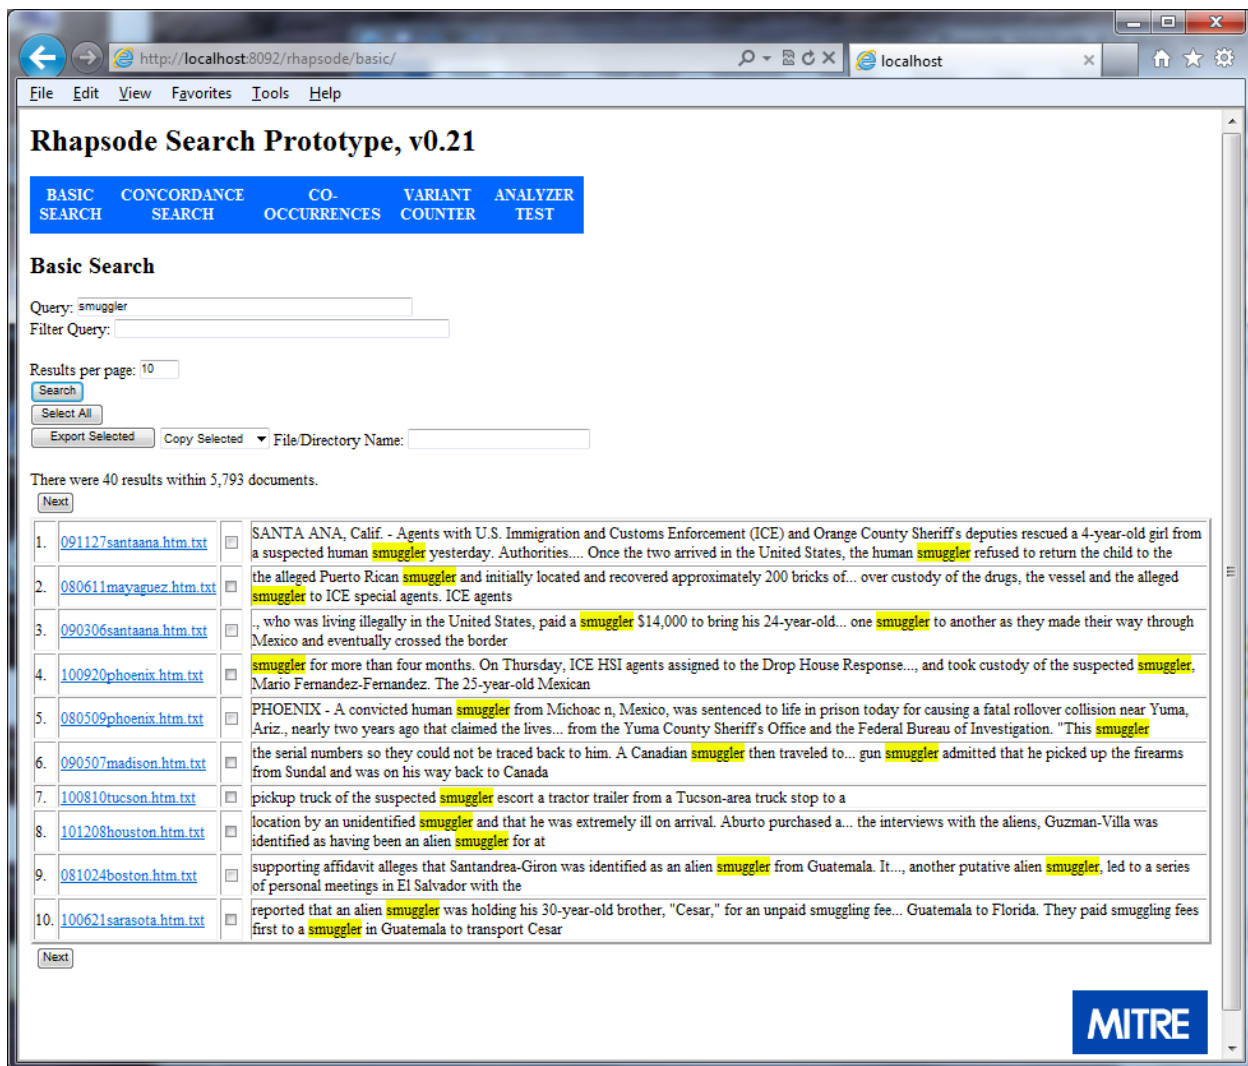 http://localhost:8092/rhapsode/basic/
localhost
File Edit View Favorites Tools Help
Rhapsode Search Prototype, v0.21
BASIC CONCORDANCE CO- VARIANT ANALYZER
SEARCH SEARCH OCCURRENCES COUNTER TEST
Basic Search
Query: smuggler
Filter Query:
Results per page: 10
Search
Select All
Export Selected Copy Selected File/Directory Name:
There were 40 results within 5,793 documents.
Next
1. 091127santaana.htm.txt SANTA ANA, Calif. - Agents with U.S. Immigration and Customs Enforcement (ICE) and Orange County Sheriff's deputies rescued a 4-year-old girl from
a suspected human smuggler yesterday. Authorities.... Once the two arrived in the United States, the human smuggler refused to return the child to the
2. 080611mayaguez.htm.txt the alleged Puerto Rican smuggler and initially located and recovered approximately 200 bricks of... over custody of the drugs, the vessel and the alleged
smuggler to ICE special agents. ICE agents
3. 090306santaana.htm.txt ., who was living illegally in the United States, paid a smuggler $14,000 to bring his 24-year-old... one smuggler to another as they made their way through
Mexico and eventually crossed the border
4. 100920phoenix.htm.txt smuggler for more than four months. On Thursday, ICE HSI agents assigned to the Drop House Response..., and took custody of the suspected smuggler,
Mario Fernandez-Fernandez. The 25-year-old Mexican
5. 080509phoenix.htm.txt PHOENIX - A convicted human smuggler from Michoac n, Mexico, was sentenced to life in prison today for causing a fatal rollover collision near Yuma,
Ariz., nearly two years ago that claimed the lives... from the Yuma County Sheriff's Office and the Federal Bureau of Investigation. "This smuggler
6. 090507madison.htm.txt the serial numbers so they could not be traced back to him. A Canadian smuggler then traveled to... gun smuggler admitted that he picked up the firearms
from Sundal and was on his way back to Canada
7. 100810tucson.htm.txt pickup truck of the suspected smuggler escort a tractor trailer from a Tucson-area truck stop to a
8. 101208houston.htm.txt location by an unidentified smuggler and that he was extremely ill on arrival. Aburto purchased a... the interviews with the aliens, Guzman-Villa was
identified as having been an alien smuggler for at
9. 081024boston.htm.txt supporting affidavit alleges that Santandrea-Giron was identified as an alien smuggler from Guatemala. It..., another putative alien smuggler, led to a series
of personal meetings in El Salvador with the
10. 100621sarasota.htm.txt reported that an alien smuggler was holding his 30-year-old brother, "Cesar," for an unpaid smuggling fee... Guatemala to Florida. They paid smuggling fees
first to a smuggler in Guatemala to transport Cesar
Next
MITRE